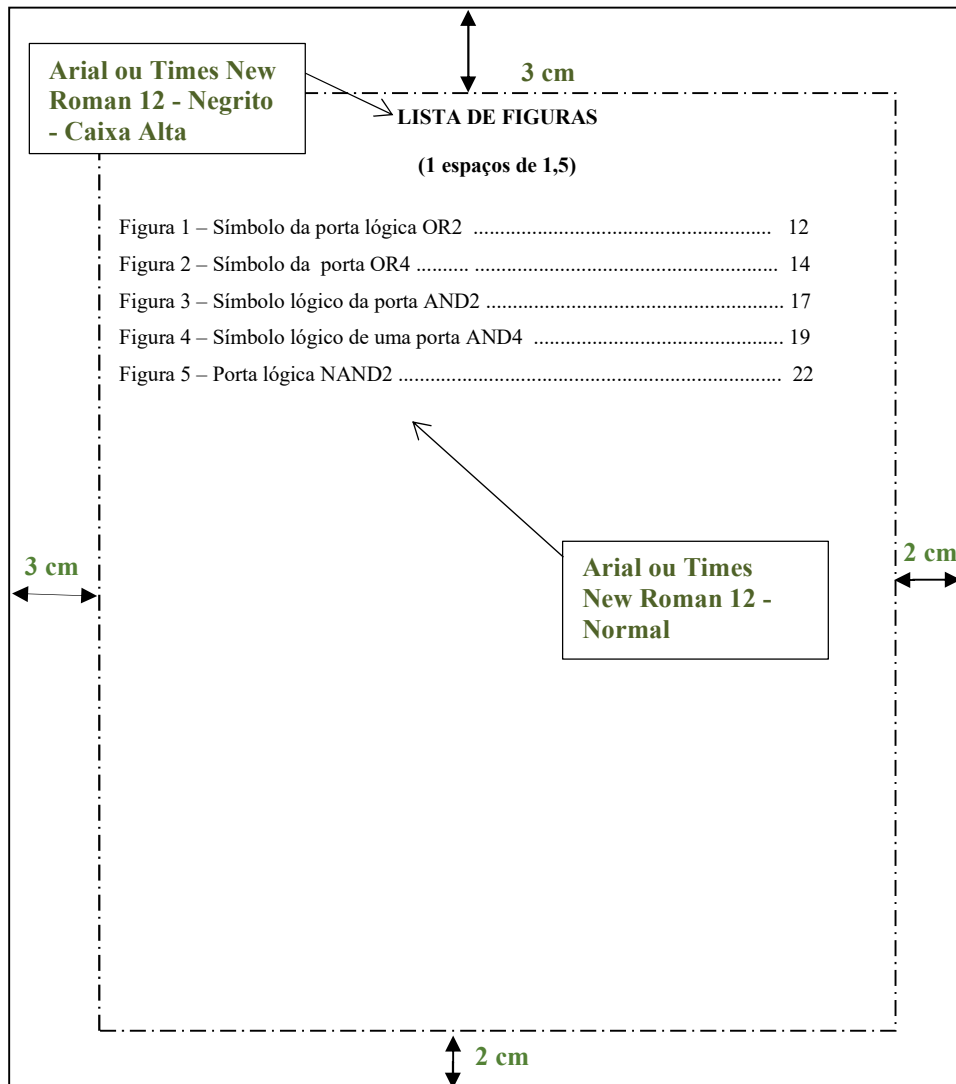 3 cm
Arial ou Times New
Roman 12 - Negrito
- Caixa Alta
LISTA DE FIGURAS
(1 espaços de 1,5)
Figura 1 – Símbolo da porta lógica OR2 ........................................................ 12
Figura 2 – Símbolo da  porta OR4 .......... ......................................................... 14
Figura 3 – Símbolo lógico da porta AND2 ............................................................. 17
Figura 4 – Símbolo lógico de uma porta AND4 ................................................ 19
Figura 5 – Porta lógica NAND2 ........................................................................ 22
3 cm
2 cm
Arial ou Times
New Roman 12 -
Normal
2 cm